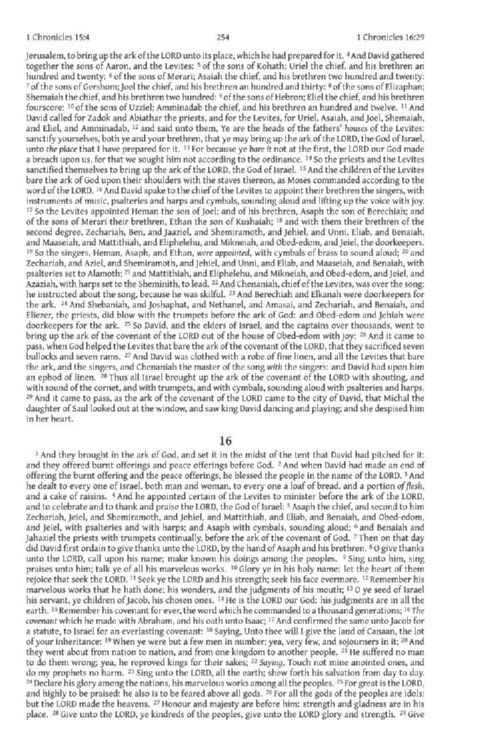 1 Chronicles 15:4 254 1 Chronicles 16:29
Jerusalem, to bring up the ark of the LORD unto its place, which he had prepared for it. 4 And David gathered
together the sons of Aaron, and the Levites: 5 of the sons of Kohath; Uriel the chief, and his brethren an
hundred and twenty: 6 of the sons of Merari; Asaiah the chief, and his brethren two hundred and twenty:
7 of the sons of Gershom; Joel the chief, and his brethren an hundred and thirty: 8 of the sons of Elizaphan;
Shemaiah the chief, and his brethren two hundred: 9 of the sons of Hebron; Eliel the chief, and his brethren
fourscore: 10 of the sons of Uzziel; Amminadab the chief, and his brethren an hundred and twelve. 11 And
David called for Zadok and Abiathar the priests, and for the Levites, for Uriel, Asaiah, and Joel, Shemaiah,
and Eliel, and Amminadab, 12 and said unto them, Ye are the heads of the fathers' houses of the Levites:
sanctify yourselves, both ye and your brethren, that ye may bring up the ark of the LORD, the God of Israel,
unto the place that I have prepared for it. 13 For because ye bare it not at the first, the LORD our God made
a breach upon us, for that we sought him not according to the ordinance. 14 So the priests and the Levites
sanctified themselves to bring up the ark of the LORD, the God of Israel. 15 And the children of the Levites
bare the ark of God upon their shoulders with the staves thereon, as Moses commanded according to the
word of the LORD. 16 And David spake to the chief of the Levites to appoint their brethren the singers, with
instruments of music, psalteries and harps and cymbals, sounding aloud and lifting up the voice with joy.
17 So the Levites appointed Heman the son of Joel; and of his brethren, Asaph the son of Berechiah; and
of the sons of Merari their brethren, Ethan the son of Kushaiah; 18 and with them their brethren of the
second degree, Zechariah, Ben, and Jaaziel, and Shemiramoth, and Jehiel, and Unni, Eliab, and Benaiah,
and Maaseiah, and Mattithiah, and Eliphelehu, and Mikneiah, and Obed-edom, and Jeiel, the doorkeepers.
19 So the singers, Heman, Asaph, and Ethan, were appointed, with cymbals of brass to sound aloud; 20 and
Zechariah, and Aziel, and Shemiramoth, and Jehiel, and Unni, and Eliab, and Maaseiah, and Benaiah, with
psalteries set to Alamoth; 21 and Mattithiah, and Eliphelehu, and Mikneiah, and Obed-edom, and Jeiel, and
Azaziah, with harps set to the Sheminith, to lead. 22 And Chenaniah, chief of the Levites, was over the song:
he instructed about the song, because he was skilful. 23 And Berechiah and Elkanah were doorkeepers for
the ark. 24 And Shebaniah, and Joshaphat, and Nethanel, and Amasai, and Zechariah, and Benaiah, and
Eliezer, the priests, did blow with the trumpets before the ark of God: and Obed-edom and Jehiah were
doorkeepers for the ark. 25 So David, and the elders of Israel, and the captains over thousands, went to
bring up the ark of the covenant of the LORD out of the house of Obed-edom with joy: 26 And it came to
pass, when God helped the Levites that bare the ark of the covenant of the LORD, that they sacrificed seven
bullocks and seven rams. 27 And David was clothed with a robe of fine linen, and all the Levites that bare
the ark, and the singers, and Chenaniah the master of the song with the singers: and David had upon him
an ephod of linen. 28 Thus all Israel brought up the ark of the covenant of the LORD with shouting, and
with sound of the cornet, and with trumpets, and with cymbals, sounding aloud with psalteries and harps.
29 And it came to pass, as the ark of the covenant of the LORD came to the city of David, that Michal the
daughter of Saul looked out at the window, and saw king David dancing and playing; and she despised him
in her heart.
16
1 And they brought in the ark of God, and set it in the midst of the tent that David had pitched for it:
and they offered burnt offerings and peace offerings before God. 2 And when David had made an end of
offering the burnt offering and the peace offerings, he blessed the people in the name of the LORD. 3 And
he dealt to every one of Israel, both man and woman, to every one a loaf of bread, and a portion of flesh,
and a cake of raisins. 4 And he appointed certain of the Levites to minister before the ark of the LORD,
and to celebrate and to thank and praise the LORD, the God of Israel: 5 Asaph the chief, and second to him
Zechariah, Jeiel, and Shemiramoth, and Jehiel, and Mattithiah, and Eliab, and Benaiah, and Obed-edom,
and Jeiel, with psalteries and with harps; and Asaph with cymbals, sounding aloud; 6 and Benaiah and
Jahaziel the priests with trumpets continually, before the ark of the covenant of God. 7 Then on that day
did David first ordain to give thanks unto the LORD, by the hand of Asaph and his brethren. 8 O give thanks
unto the LORD, call upon his name; make known his doings among the peoples. 9 Sing unto him, sing
praises unto him; talk ye of all his marvelous works. 10 Glory ye in his holy name: let the heart of them
rejoice that seek the LORD. 11 Seek ye the LORD and his strength; seek his face evermore. 12 Remember his
marvelous works that he hath done; his wonders, and the judgments of his mouth; 13 O ye seed of Israel
his servant, ye children of Jacob, his chosen ones. 14 He is the LORD our God: his judgments are in all the
earth. 15 Remember his covenant for ever, the word which he commanded to a thousand generations; 16 The
covenant which he made with Abraham, and his oath unto Isaac; 17 And confirmed the same unto Jacob for
a statute, to Israel for an everlasting covenant: 18 Saying, Unto thee will I give the land of Canaan, the lot
of your inheritance: 19 When ye were but a few men in number; yea, very few, and sojourners in it; 20 And
they went about from nation to nation, and from one kingdom to another people. 21 He suffered no man
to do them wrong; yea, he reproved kings for their sakes; 22 Saying, Touch not mine anointed ones, and
do my prophets no harm. 23 Sing unto the LORD, all the earth; shew forth his salvation from day to day.
24 Declare his glory among the nations, his marvelous works among all the peoples. 25 For great is the LORD,
and highly to be praised: he also is to be feared above all gods. 26 For all the gods of the peoples are idols:
but the LORD made the heavens. 27 Honour and majesty are before him: strength and gladness are in his
place. 28 Give unto the LORD, ye kindreds of the peoples, give unto the LORD glory and strength. 29 Give